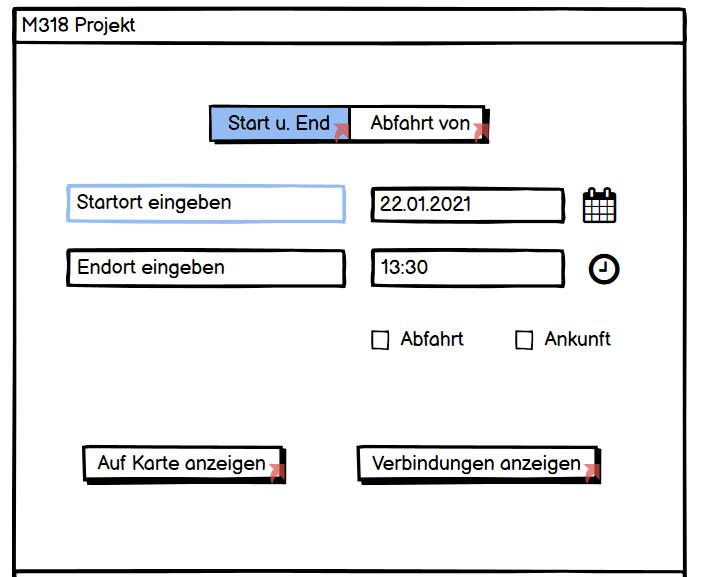 M318 Projekt
Start u. End Abfahrt von
Startort eingeben 22.01.2021
Endort eingeben 13:30
Abfahrt Ankunft
Auf Karte anzeigen Verbindungen anzeigen